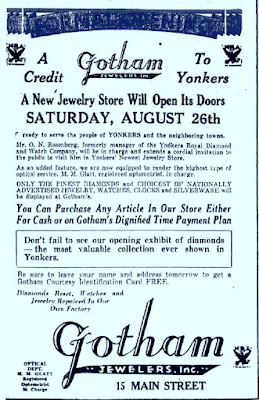 GRAND OPENING
A Gotham To
Credit JEWELERS, Inc. Yonkers
A New Jewelry Store Will Open Its Doors
SATURDAY, AUGUST 26th
ready to serve the people of YONKERS and the neighboring towns.
Mr. O. N. Rosenberg, formerly manager of the Yonkers Royal Diamond
and Watch Company, will be in charge and extends a cordial invitation to
the public to visit him in Yonkers' Newest Jewelry Store.
As an added feature, we are now equipped to render the highest type of
optical service. M. M. Glatt, registered optometrist, in charge.
ONLY THE FINEST DIAMONDS and CHOICEST OF NATIONALLY
ADVERTISED JEWELRY, WATCHES, CLOCKS and SILVERWARE will
be displayed at Gotham's.
You Can Purchase Any Article In Our Store Either
For Cash or on Gotham's Dignified Time Payment Plan
Don't fail to see our opening exhibit of diamonds
— the most valuable collection ever shown in
Yonkers.
Be sure to leave your name and address tomorrow to get a
Gotham Courtesy Identification Card FREE.
Diamonds Reset, Watches and
Jewelry Repaired In Our
Own Factory
Gotham
JEWELERS, Inc.
15 MAIN STREET
OPTICAL
DEPT.
M. M. GLATT
Registered
Optometrist
In Charge